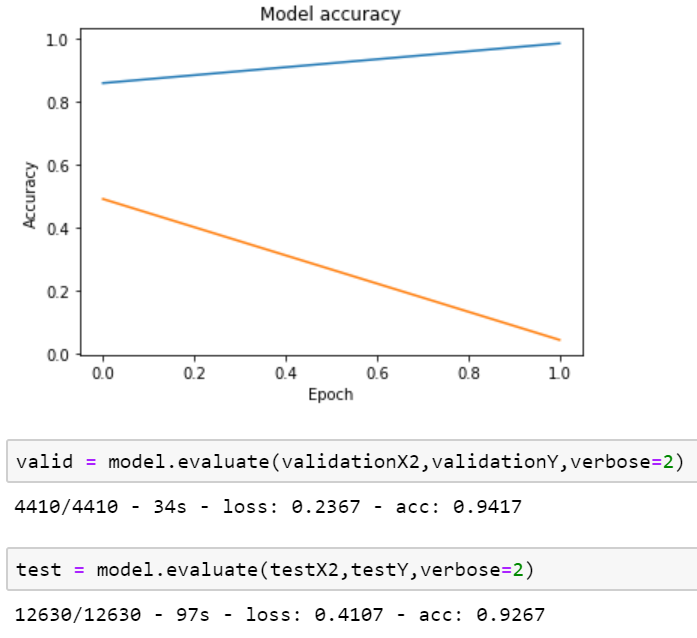 Model accuracy
1.0
0.8
0.6
0.4
0.2
0.0
Accuracy
0.0 0.2 0.4 0.6 0.8 1.0
Epoch
valid = model.evaluate(validationX2,validationY,verbose=2)
4410/4410 - 34s - loss: 0.2367 - acc: 0.9417
test = model.evaluate(testX2,testY,verbose=2)
12630/12630 - 97s - loss: 0.4107 - acc: 0.9267